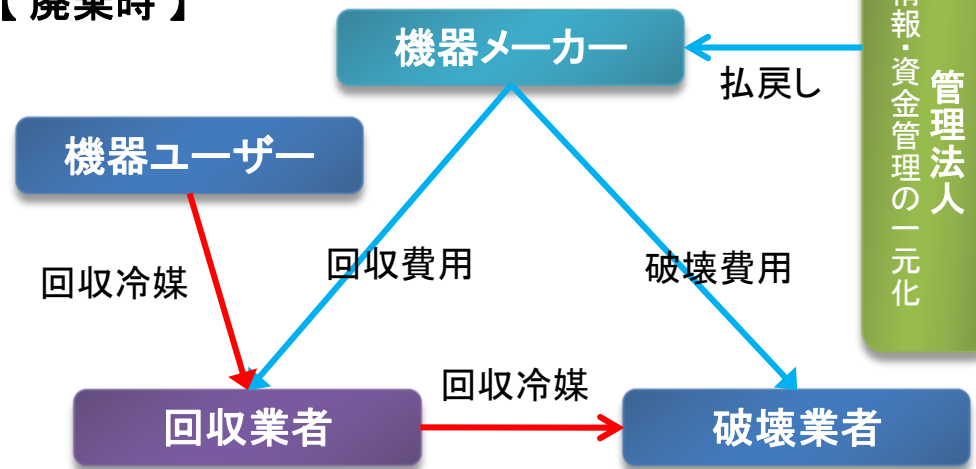 【廃棄時】
機器メーカー
払戻し
機器ユーザー
管理法人
情報・資金管理の一元化
回収冷媒
回収費用
破壊費用
回収冷媒
回収業者
破壊業者